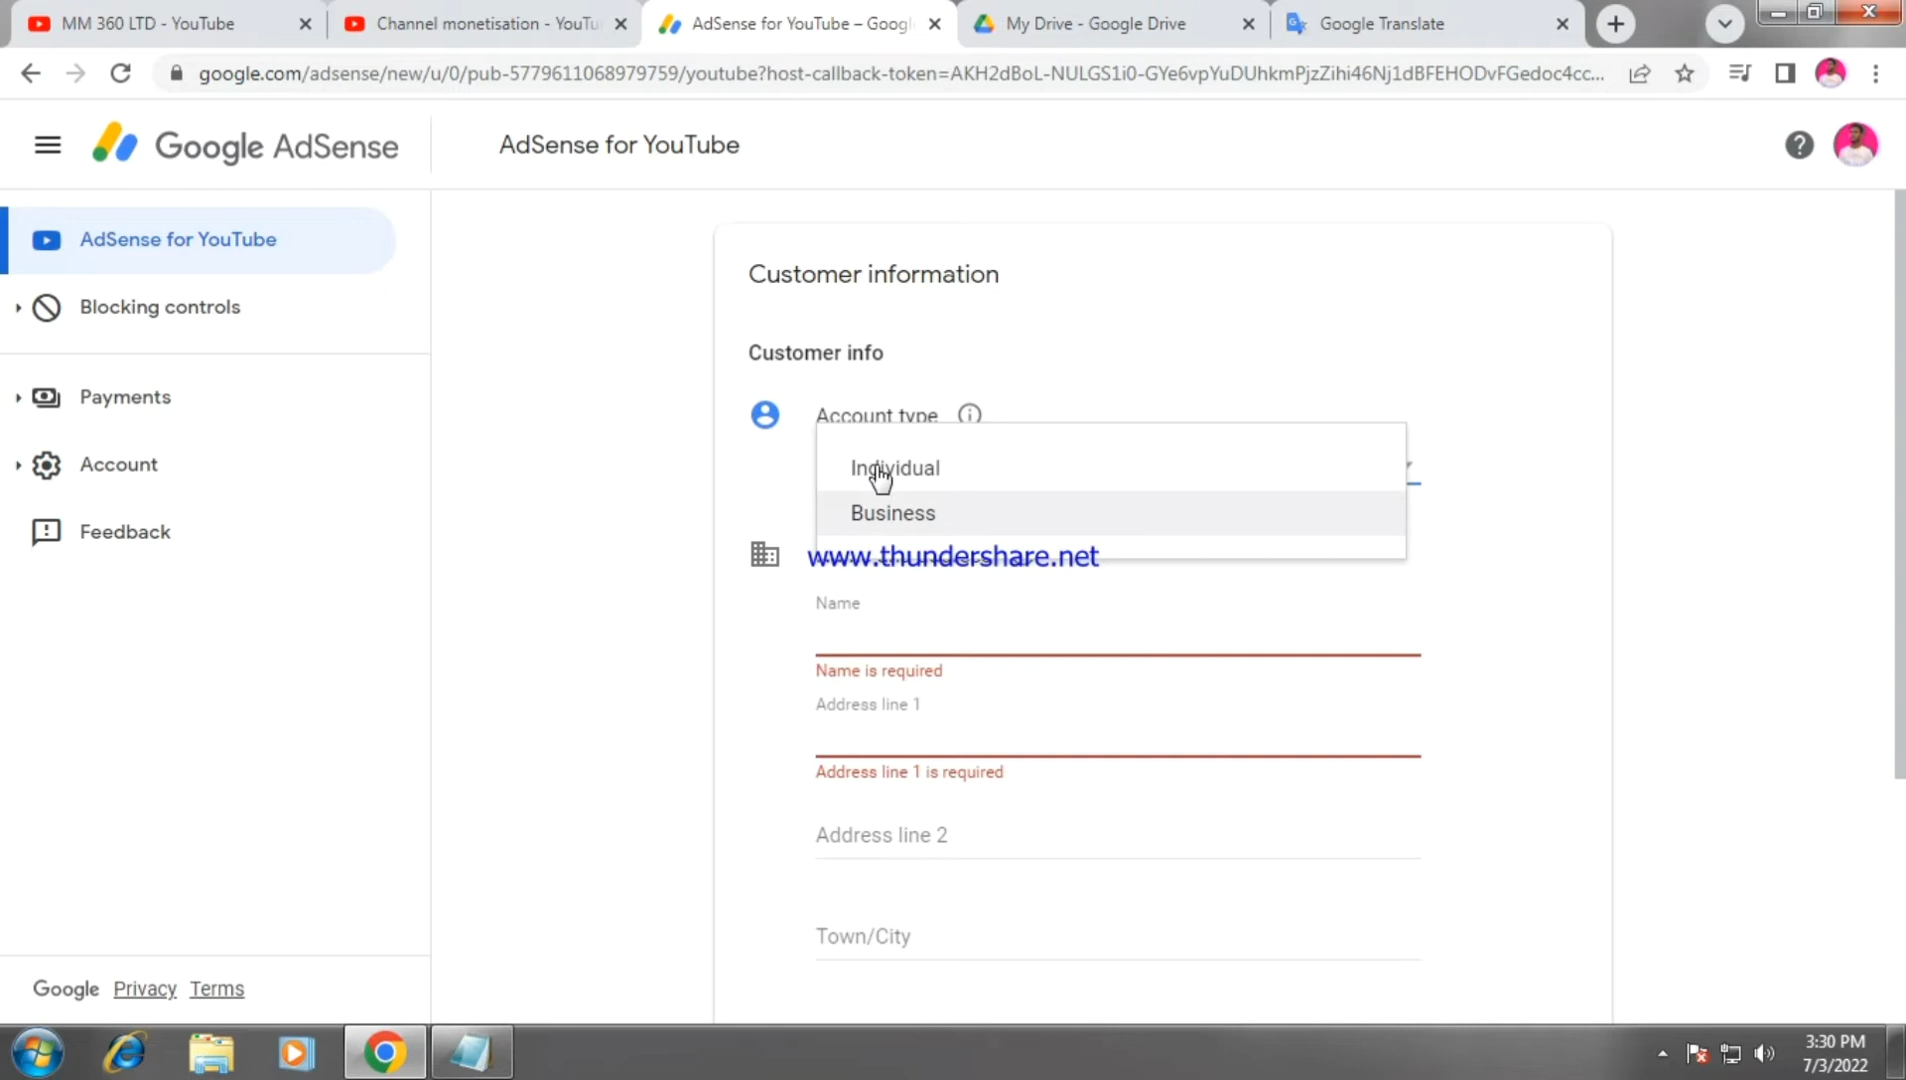 MM 360 LTD - YouTube
Channel monetisation - YouTu
AdSense for YouTube – Googl
My Drive - Google Drive
Google Translate
google.com/adsense/new/u/0/pub-5779611068979759/youtube?host-callback-token=AKH2dBoL-NULGS1i0-GYe6vpYuDUhkmPjzZihi46Nj1dBFEHODvFGedoc4cc...
Google AdSense
AdSense for YouTube
AdSense for YouTube
Blocking controls
Payments
Account
Feedback
Customer information
Customer info
Account type
Individual
Business
www.thundershare.net
Name
Name is required
Address line 1
Address line 1 is required
Address line 2
Town/City
Google Privacy Terms
3:30 PM
7/3/2022